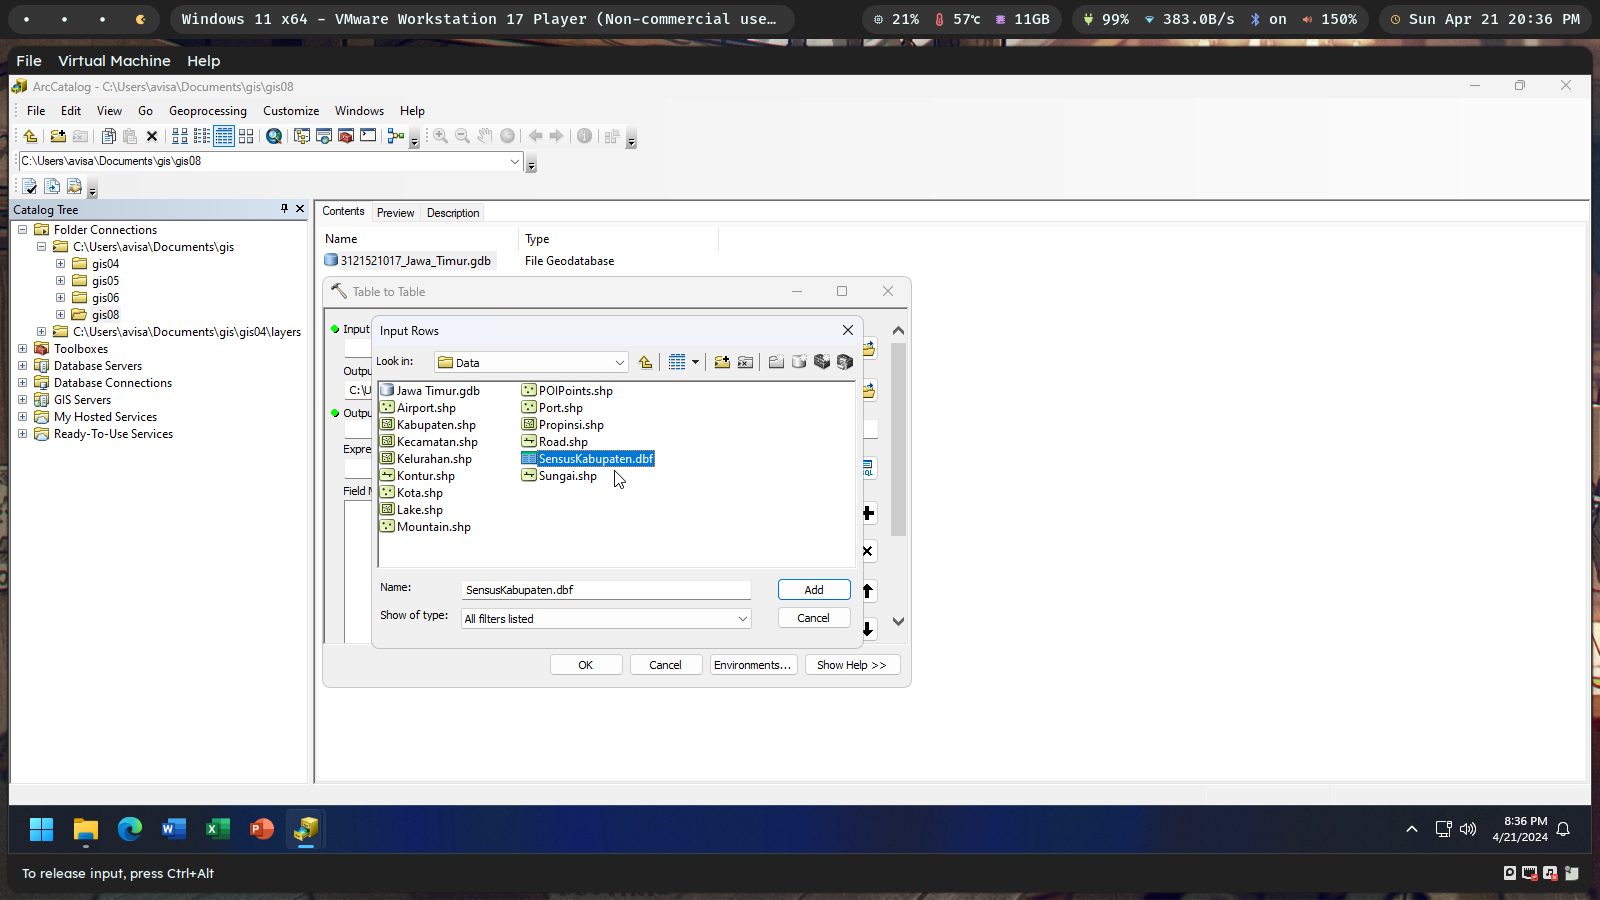 Windows 11 x64 - VMware Workstation 17 Player (Non-commercial use…
21% 57℃ 11GB
99% 383.0B/s on 150%
Sun Apr 21 20:36 PM
File Virtual Machine Help
ArcCatalog - C:\Users\avisa\Documents\gis\gis08
File Edit View Go Geoprocessing Customize Windows Help
C:\Users\avisa\Documents\gis\gis08
Catalog Tree
Folder Connections
C:\Users\avisa\Documents\gis
gis04
gis05
gis06
gis08
C:\Users\avisa\Documents\gis\gis04\layers
Toolboxes
Database Servers
Database Connections
GIS Servers
My Hosted Services
Ready-To-Use Services
Contents Preview Description
Name Type
3121521017_Jawa_Timur.gdb File Geodatabase
Table to Table
Input
Outpu
C:\U
Outpu
Expre
SQL
Field M
Input Rows
Look in: Data
Jawa Timur.gdb
Airport.shp
Kabupaten.shp
Kecamatan.shp
Kelurahan.shp
Kontur.shp
Kota.shp
Lake.shp
Mountain.shp
POIPoints.shp
Port.shp
Propinsi.shp
Road.shp
SensusKabupaten.dbf
Sungai.shp
Name: SensusKabupaten.dbf Add
Show of type: All filters listed Cancel
OK Cancel Environments... Show Help >>
8:36 PM
4/21/2024
To release input, press Ctrl+Alt